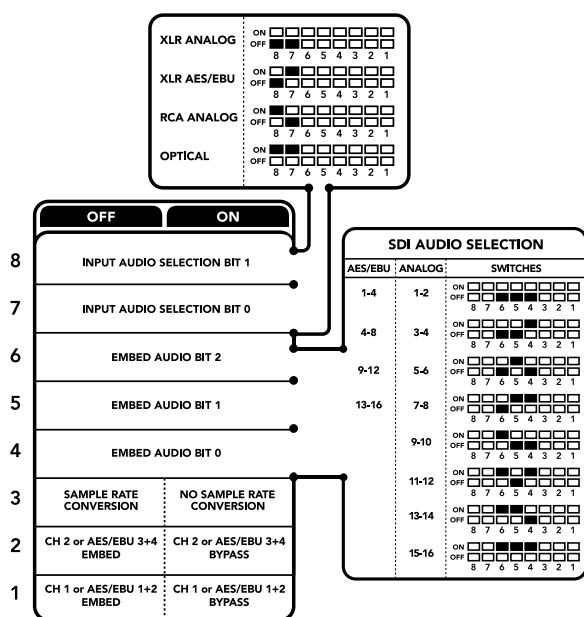 XLR ANALOG
ON
OFF
8 7 6 5 4 3 2 1
XLR AES/EBU
ON
OFF
8 7 6 5 4 3 2 1
RCA ANALOG
ON
OFF
8 7 6 5 4 3 2 1
OPTICAL
ON
OFF
8 7 6 5 4 3 2 1
OFF ON
8 INPUT AUDIO SELECTION BIT 1
7 INPUT AUDIO SELECTION BIT 0
6 EMBED AUDIO BIT 2
5 EMBED AUDIO BIT 1
4 EMBED AUDIO BIT 0
3 SAMPLE RATE NO SAMPLE RATE
CONVERSION CONVERSION
2 CH 2 or AES/EBU 3+4 CH 2 or AES/EBU 3+4
EMBED BYPASS
1 CH 1 or AES/EBU 1+2 CH 1 or AES/EBU 1+2
EMBED BYPASS
SDI AUDIO SELECTION
AES/EBU ANALOG SWITCHES
1-4 1-2
ON
OFF
8 7 6 5 4 3 2 1
4-8 3-4
ON
OFF
8 7 6 5 4 3 2 1
9-12 5-6
ON
OFF
8 7 6 5 4 3 2 1
13-16 7-8
ON
OFF
8 7 6 5 4 3 2 1
9-10
ON
OFF
8 7 6 5 4 3 2 1
11-12
ON
OFF
8 7 6 5 4 3 2 1
13-14
ON
OFF
8 7 6 5 4 3 2 1
15-16
ON
OFF
8 7 6 5 4 3 2 1